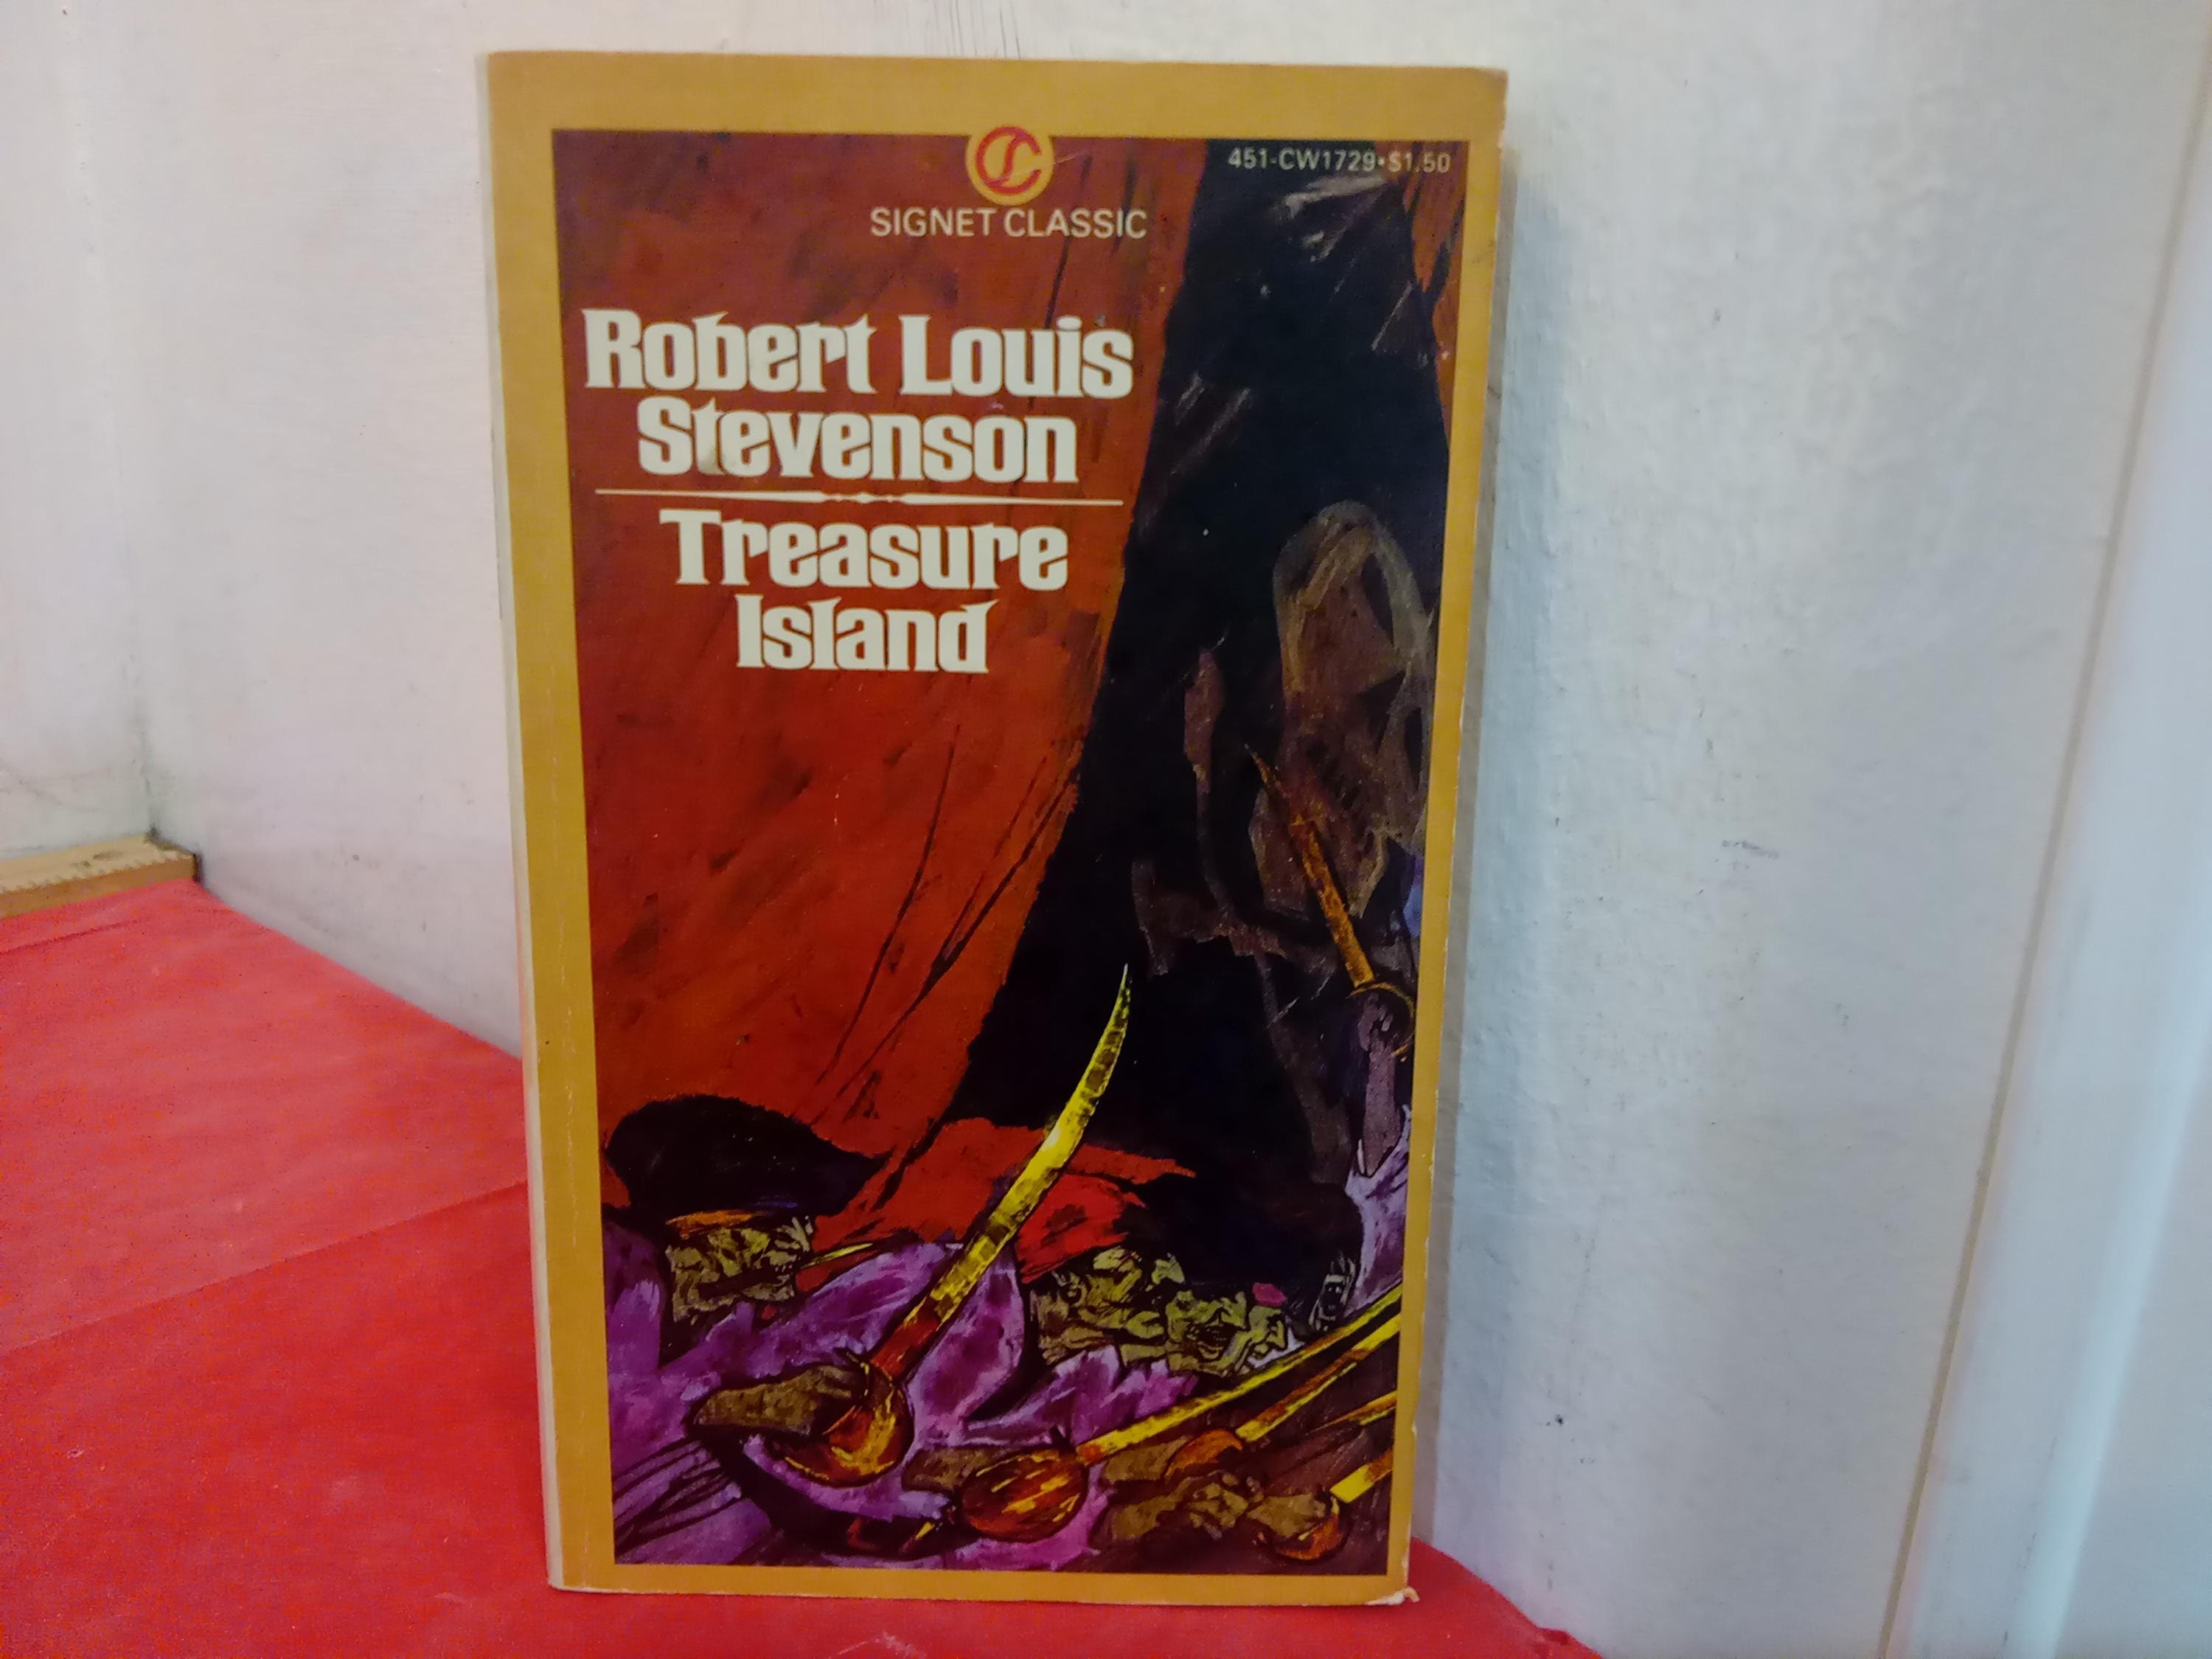 451-CW1729•$1.50
SIGNET CLASSIC
Robert Louis
Stevenson
Treasure
Island